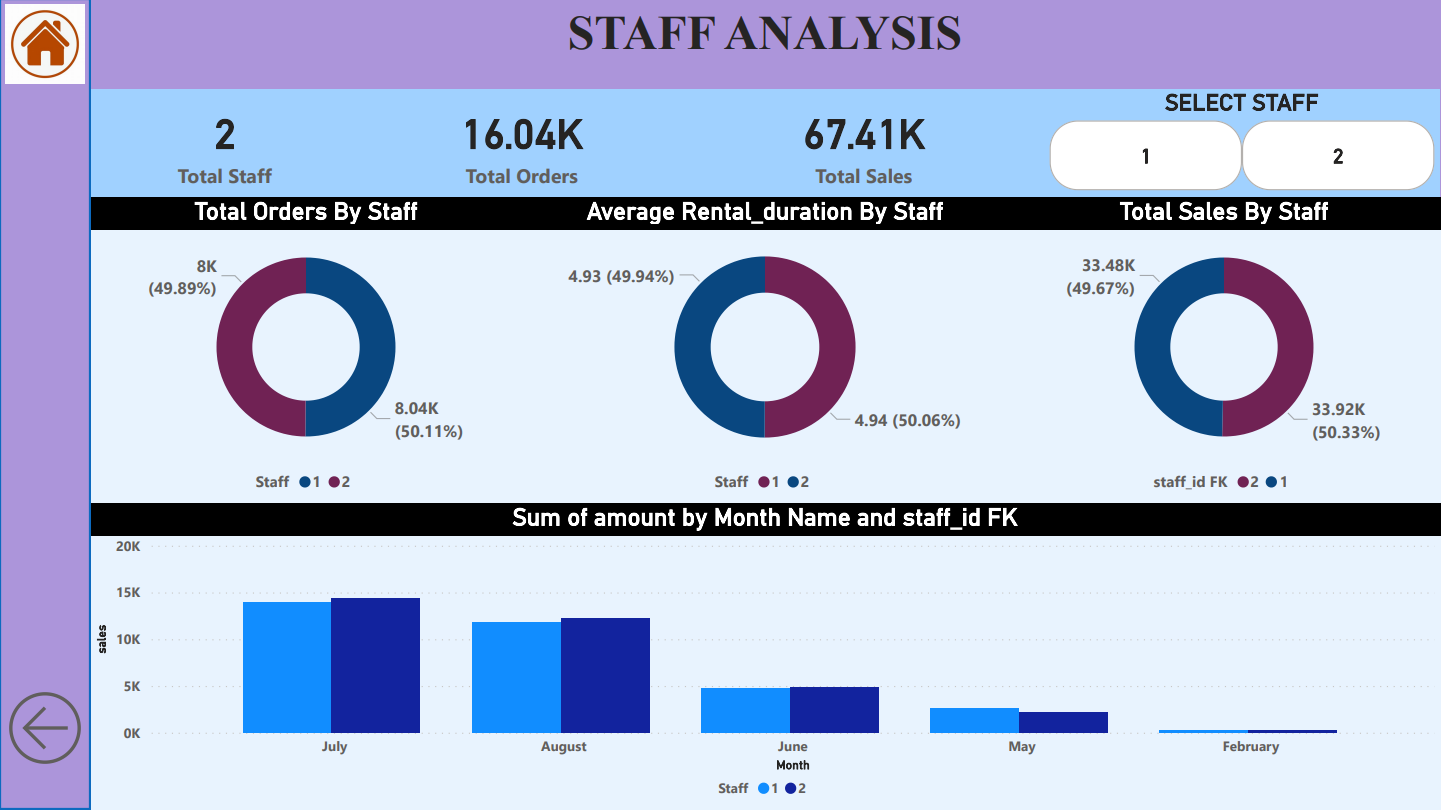 STAFF ANALYSIS
2
Total Staff
16.04K
Total Orders
67.41K
Total Sales
SELECT STAFF
1
2
Total Orders By Staff
Average Rental_duration By Staff
Total Sales By Staff
8K
(49.89%)
8.04K
(50.11%)
Staff 1 2
4.93 (49.94%)
4.94 (50.06%)
Staff 1 2
33.48K
(49.67%)
33.92K
(50.33%)
staff_id FK 2 1
Sum of amount by Month Name and staff_id FK
sales
20K
15K
10K
5K
0K
July August June May February
Month
Staff 1 2